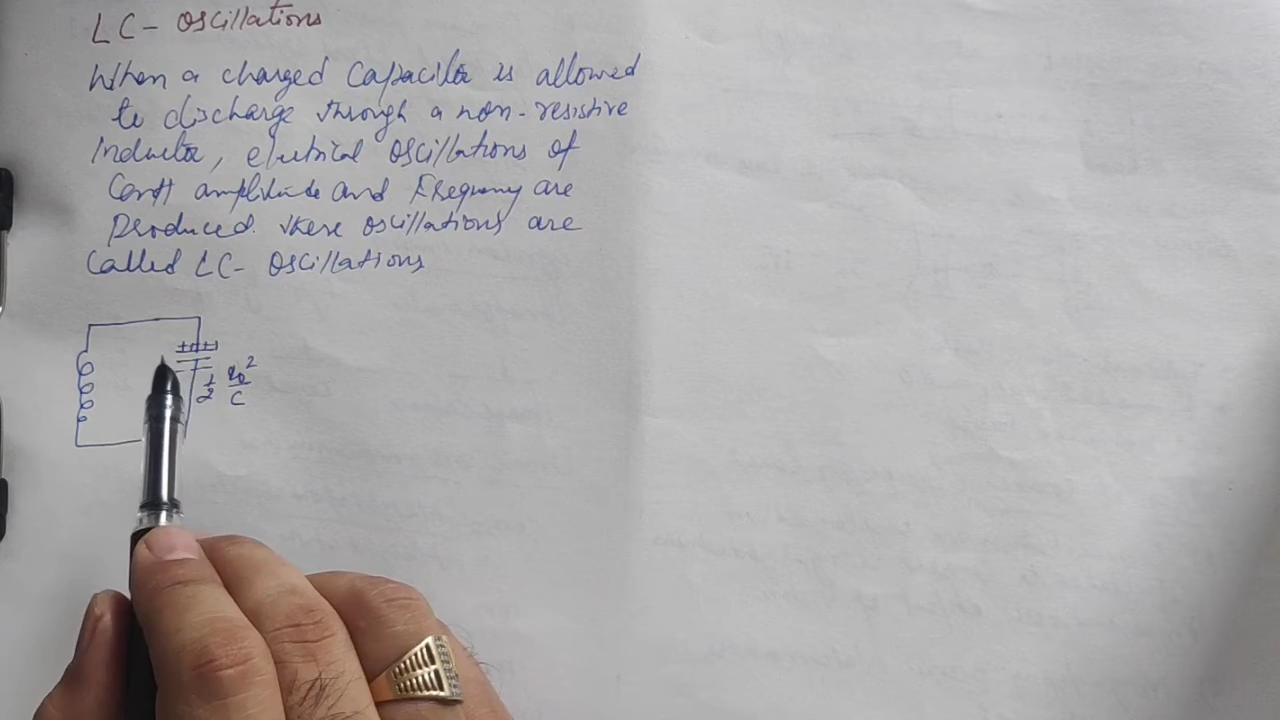 LC- Oscillations
When a charged Capacitor is allowed
to discharge through a non-resistive
Inductor, electrical oscillations of
Const amplitude and Frequency are
Produced. these oscillations are
Called LC- Oscillations
++++
1/2 q₀²/C